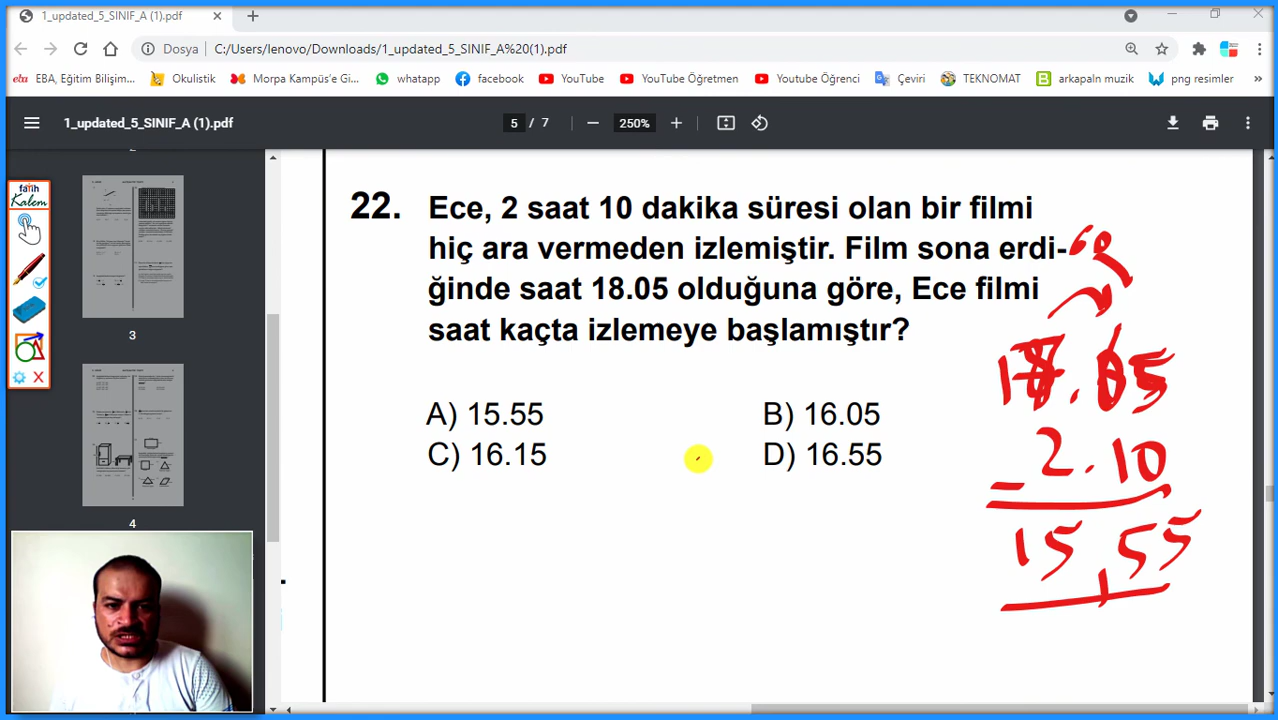 1_updated_5_SINIF_A (1).pdf
Dosya C:/Users/lenovo/Downloads/1_updated_5_SINIF_A%20(1).pdf
eba EBA, Eğitim Bilişim... Okulistik Morpa Kampüs'e Gi... whatapp facebook YouTube YouTube Öğretmen Youtube Öğrenci Çeviri TEKNOMAT arkapaln muzik png resimler
1_updated_5_SINIF_A (1).pdf 5 / 7 250%
fatih
Kalem
3
4
22. Ece, 2 saat 10 dakika süresi olan bir filmi
hiç ara vermeden izlemiştir. Film sona erdi-
ğinde saat 18.05 olduğuna göre, Ece filmi
saat kaçta izlemeye başlamıştır?
A) 15.55 B) 16.05
C) 16.15 D) 16.55
60
18.05
2.10
15,55